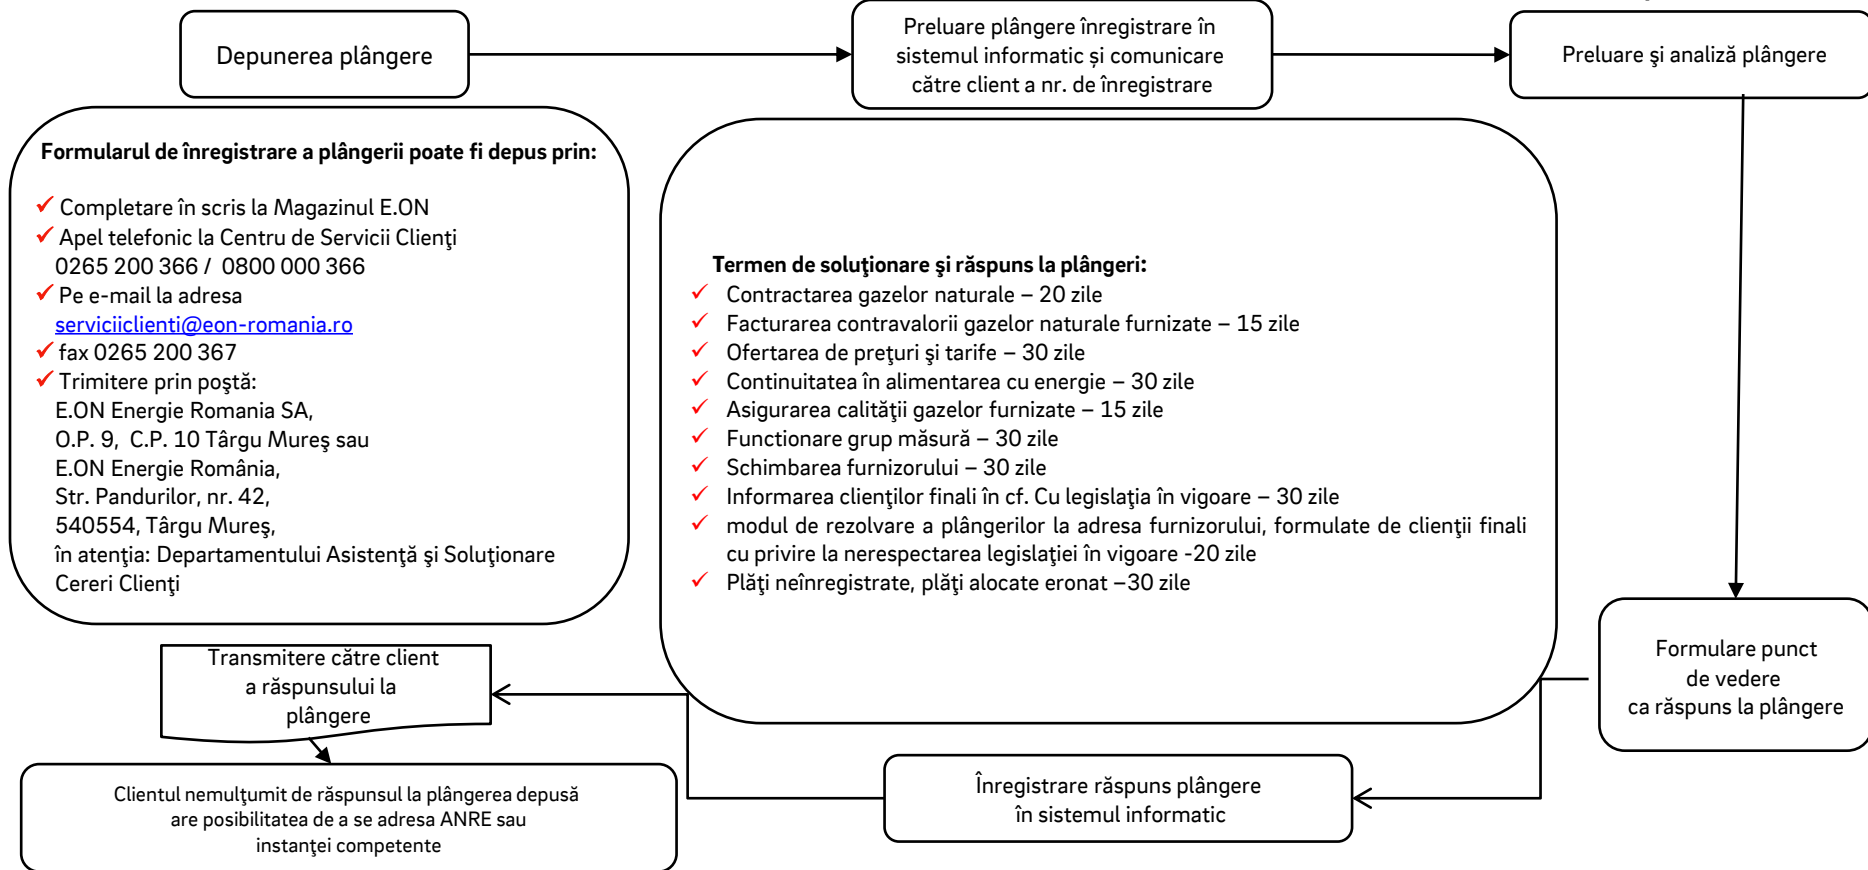 Depunerea plângere
Preluare plângere înregistrare în
sistemul informatic și comunicare
către client a nr. de înregistrare
Preluare şi analiză plângere
Formularul de înregistrare a plângerii poate fi depus prin:
Completare în scris la Magazinul E.ON
Apel telefonic la Centru de Servicii Clienţi
0265 200 366 / 0800 000 366
Pe e-mail la adresa
serviciiclienti@eon-romania.ro
fax 0265 200 367
Trimitere prin poştă:
E.ON Energie Romania SA,
O.P. 9, C.P. 10 Târgu Mureş sau
E.ON Energie România,
Str. Pandurilor, nr. 42,
540554, Târgu Mureş,
în atenţia: Departamentului Asistenţă şi Soluţionare
Cereri Clienţi
Termen de soluţionare şi răspuns la plângeri:
Contractarea gazelor naturale – 20 zile
Facturarea contravalorii gazelor naturale furnizate – 15 zile
Ofertarea de preţuri şi tarife – 30 zile
Continuitatea în alimentarea cu energie – 30 zile
Asigurarea calităţii gazelor furnizate – 15 zile
Functionare grup măsură – 30 zile
Schimbarea furnizorului – 30 zile
Informarea clienţilor finali în cf. Cu legislaţia în vigoare – 30 zile
modul de rezolvare a plângerilor la adresa furnizorului, formulate de clienţii finali
cu privire la nerespectarea legislaţiei în vigoare -20 zile
Plăţi neînregistrate, plăţi alocate eronat –30 zile
Formulare punct
de vedere
ca răspuns la plângere
Transmitere către client
a răspunsului la
plângere
Înregistrare răspuns plângere
în sistemul informatic
Clientul nemulţumit de răspunsul la plângerea depusă
are posibilitatea de a se adresa ANRE sau
instanţei competente